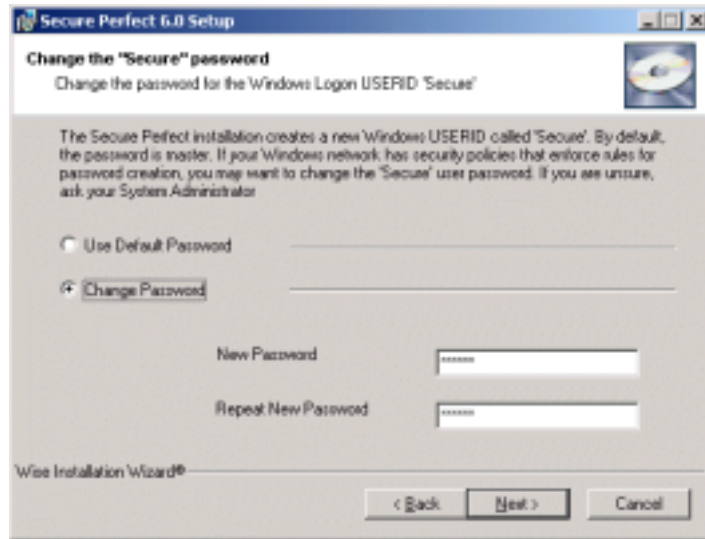 Secure Perfect 6.0 Setup
Change the "Secure" password
Change the password for the Windows Logon USERID 'Secure'
The Secure Perfect installation creates a new Windows USERID called 'Secure'. By default,
the password is master. If your Windows network has security policies that enforce rules for
password creation, you may want to change the 'Secure' user password. If you are unsure,
ask your System Administrator
Use Default Password
Change Password
New Password
******
Repeat New Password
******
Wise Installation Wizard®
< Back Next > Cancel